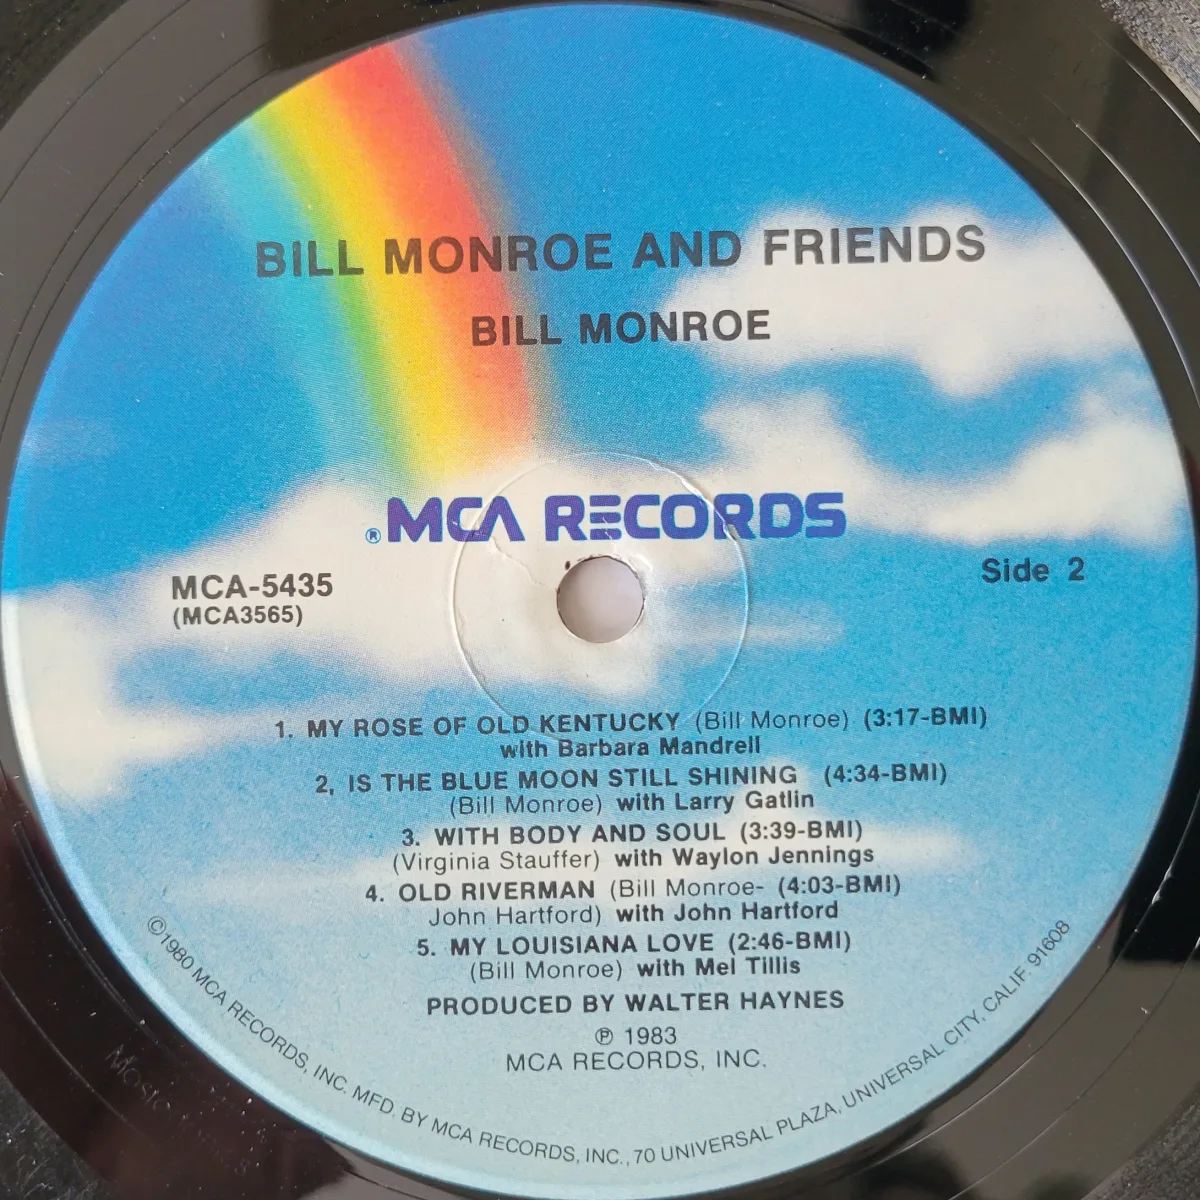 BILL MONROE AND FRIENDS
BILL MONROE
® MCA RECORDS
MCA-5435
(MCA3565)
Side 2
1. MY ROSE OF OLD KENTUCKY (Bill Monroe) (3:17-BMI)
with Barbara Mandrell
2, IS THE BLUE MOON STILL SHINING (4:34-BMI)
(Bill Monroe) with Larry Gatlin
3. WITH BODY AND SOUL (3:39-BMI)
(Virginia Stauffer) with Waylon Jennings
4. OLD RIVERMAN (Bill Monroe- (4:03-BMI)
John Hartford) with John Hartford
5. MY LOUISIANA LOVE (2:46-BMI)
(Bill Monroe) with Mel Tillis
PRODUCED BY WALTER HAYNES
℗ 1983
MCA RECORDS, INC.
©1980 MCA RECORDS, INC. MFD. BY MCA RECORDS, INC., 70 UNIVERSAL PLAZA, UNIVERSAL CITY, CALIF. 91608